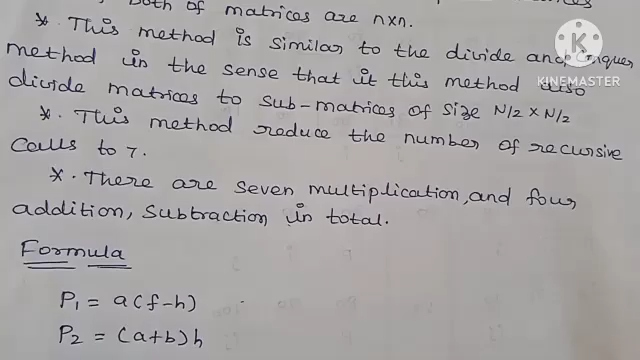 both of matrices are nxn.
*. This method is similar to the divide and
method in the sense that it this method also
divide matrices to sub-matrices of size N/2 x N/2
*. This method reduce the number of recursive
calls to 7.
*. There are seven multiplication, and four
addition, subtraction in total.
Formula
P1 = a(f-h)
P2 = (a+b)h
K
KINEMASTER